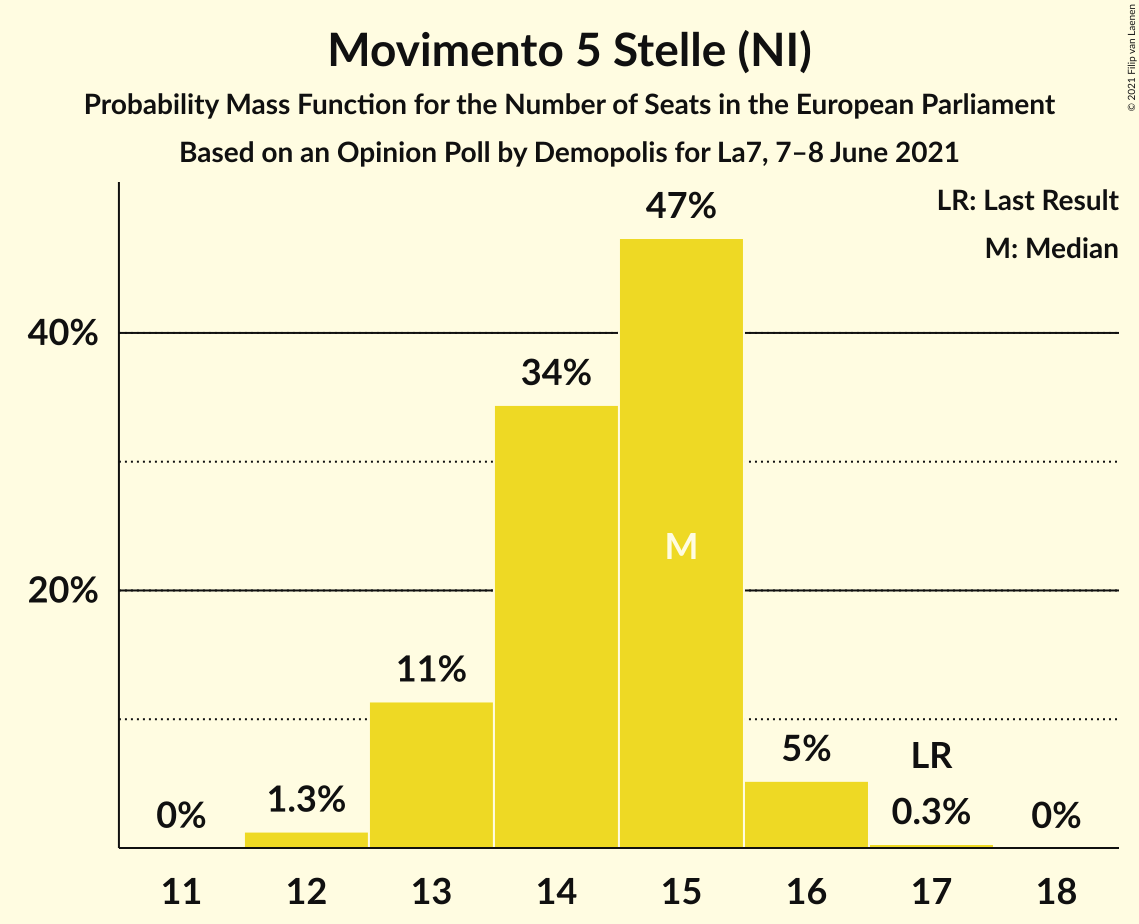 Movimento 5 Stelle (NI)
Probability Mass Function for the Number of Seats in the European Parliament
Based on an Opinion Poll by Demopolis for La7, 7–8 June 2021
© 2021 Filip van Laenen
LR: Last Result
M: Median
47%
40%
34%
M
20%
11%
5%
LR
1.3%
0.3%
0%
0%
11 12 13 14 15 16 17 18